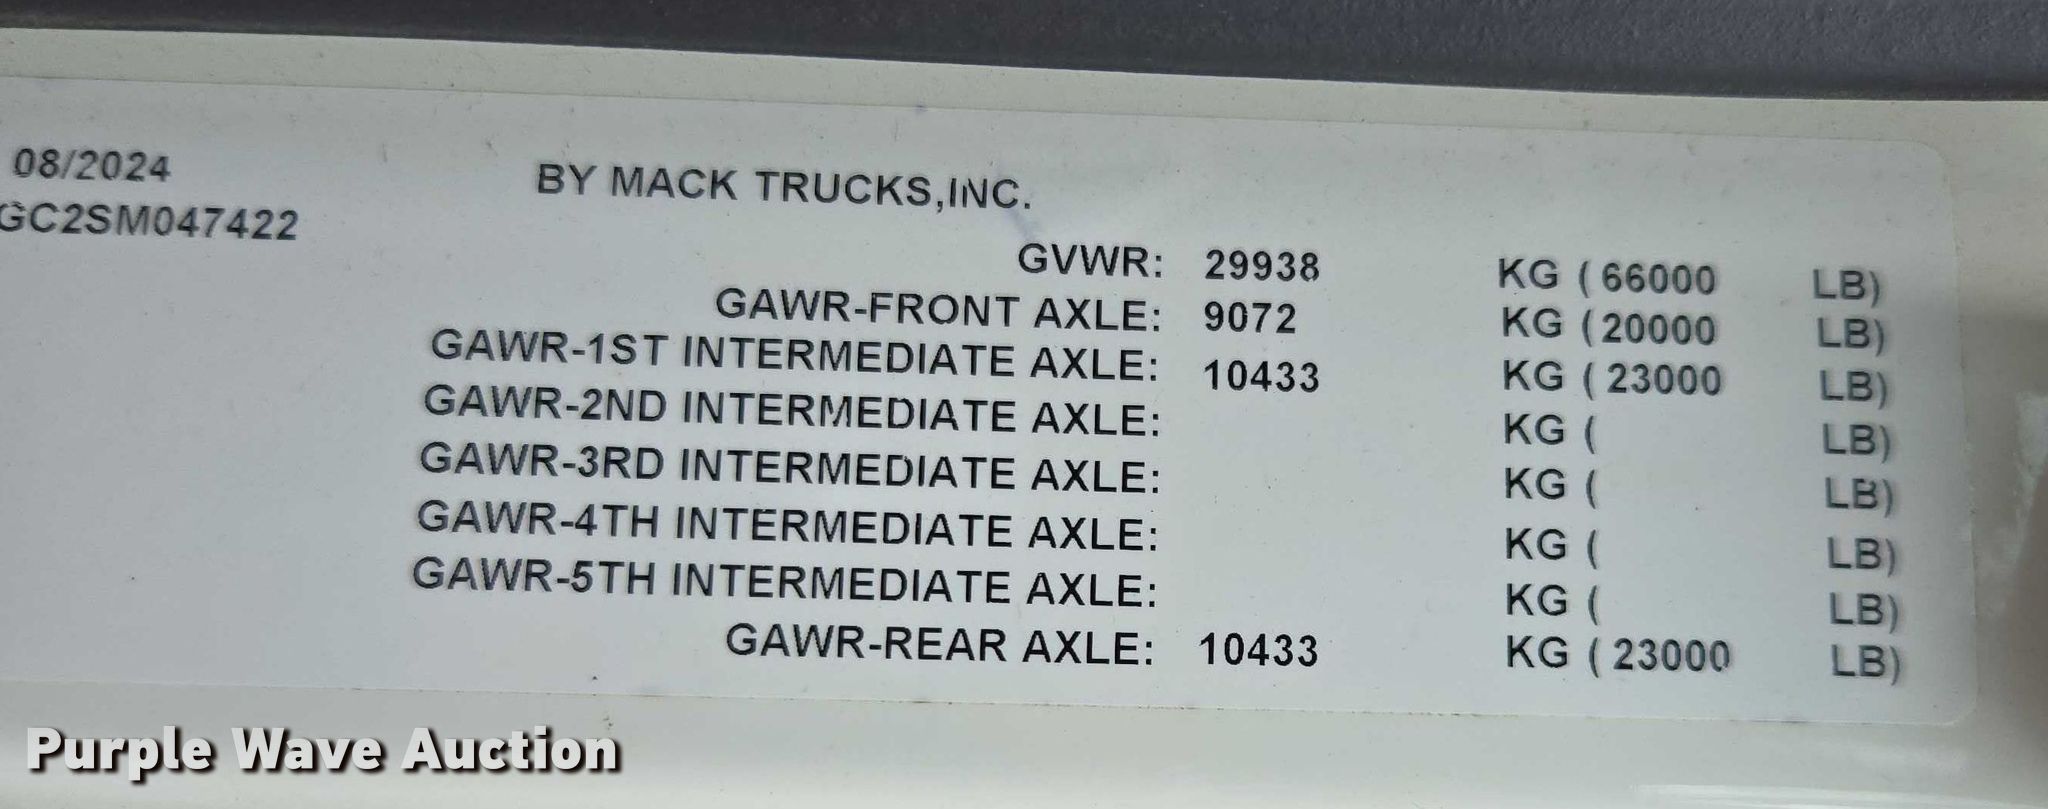 08/2024 BY MACK TRUCKS,INC.
GC2SM047422
GVWR: 29938 KG ( 66000 LB)
GAWR-FRONT AXLE: 9072 KG ( 20000 LB)
GAWR-1ST INTERMEDIATE AXLE: 10433 KG ( 23000 LB)
GAWR-2ND INTERMEDIATE AXLE: KG ( LB)
GAWR-3RD INTERMEDIATE AXLE: KG ( LB)
GAWR-4TH INTERMEDIATE AXLE: KG ( LB)
GAWR-5TH INTERMEDIATE AXLE: KG ( LB)
GAWR-REAR AXLE: 10433 KG ( 23000 LB)
Purple Wave Auction